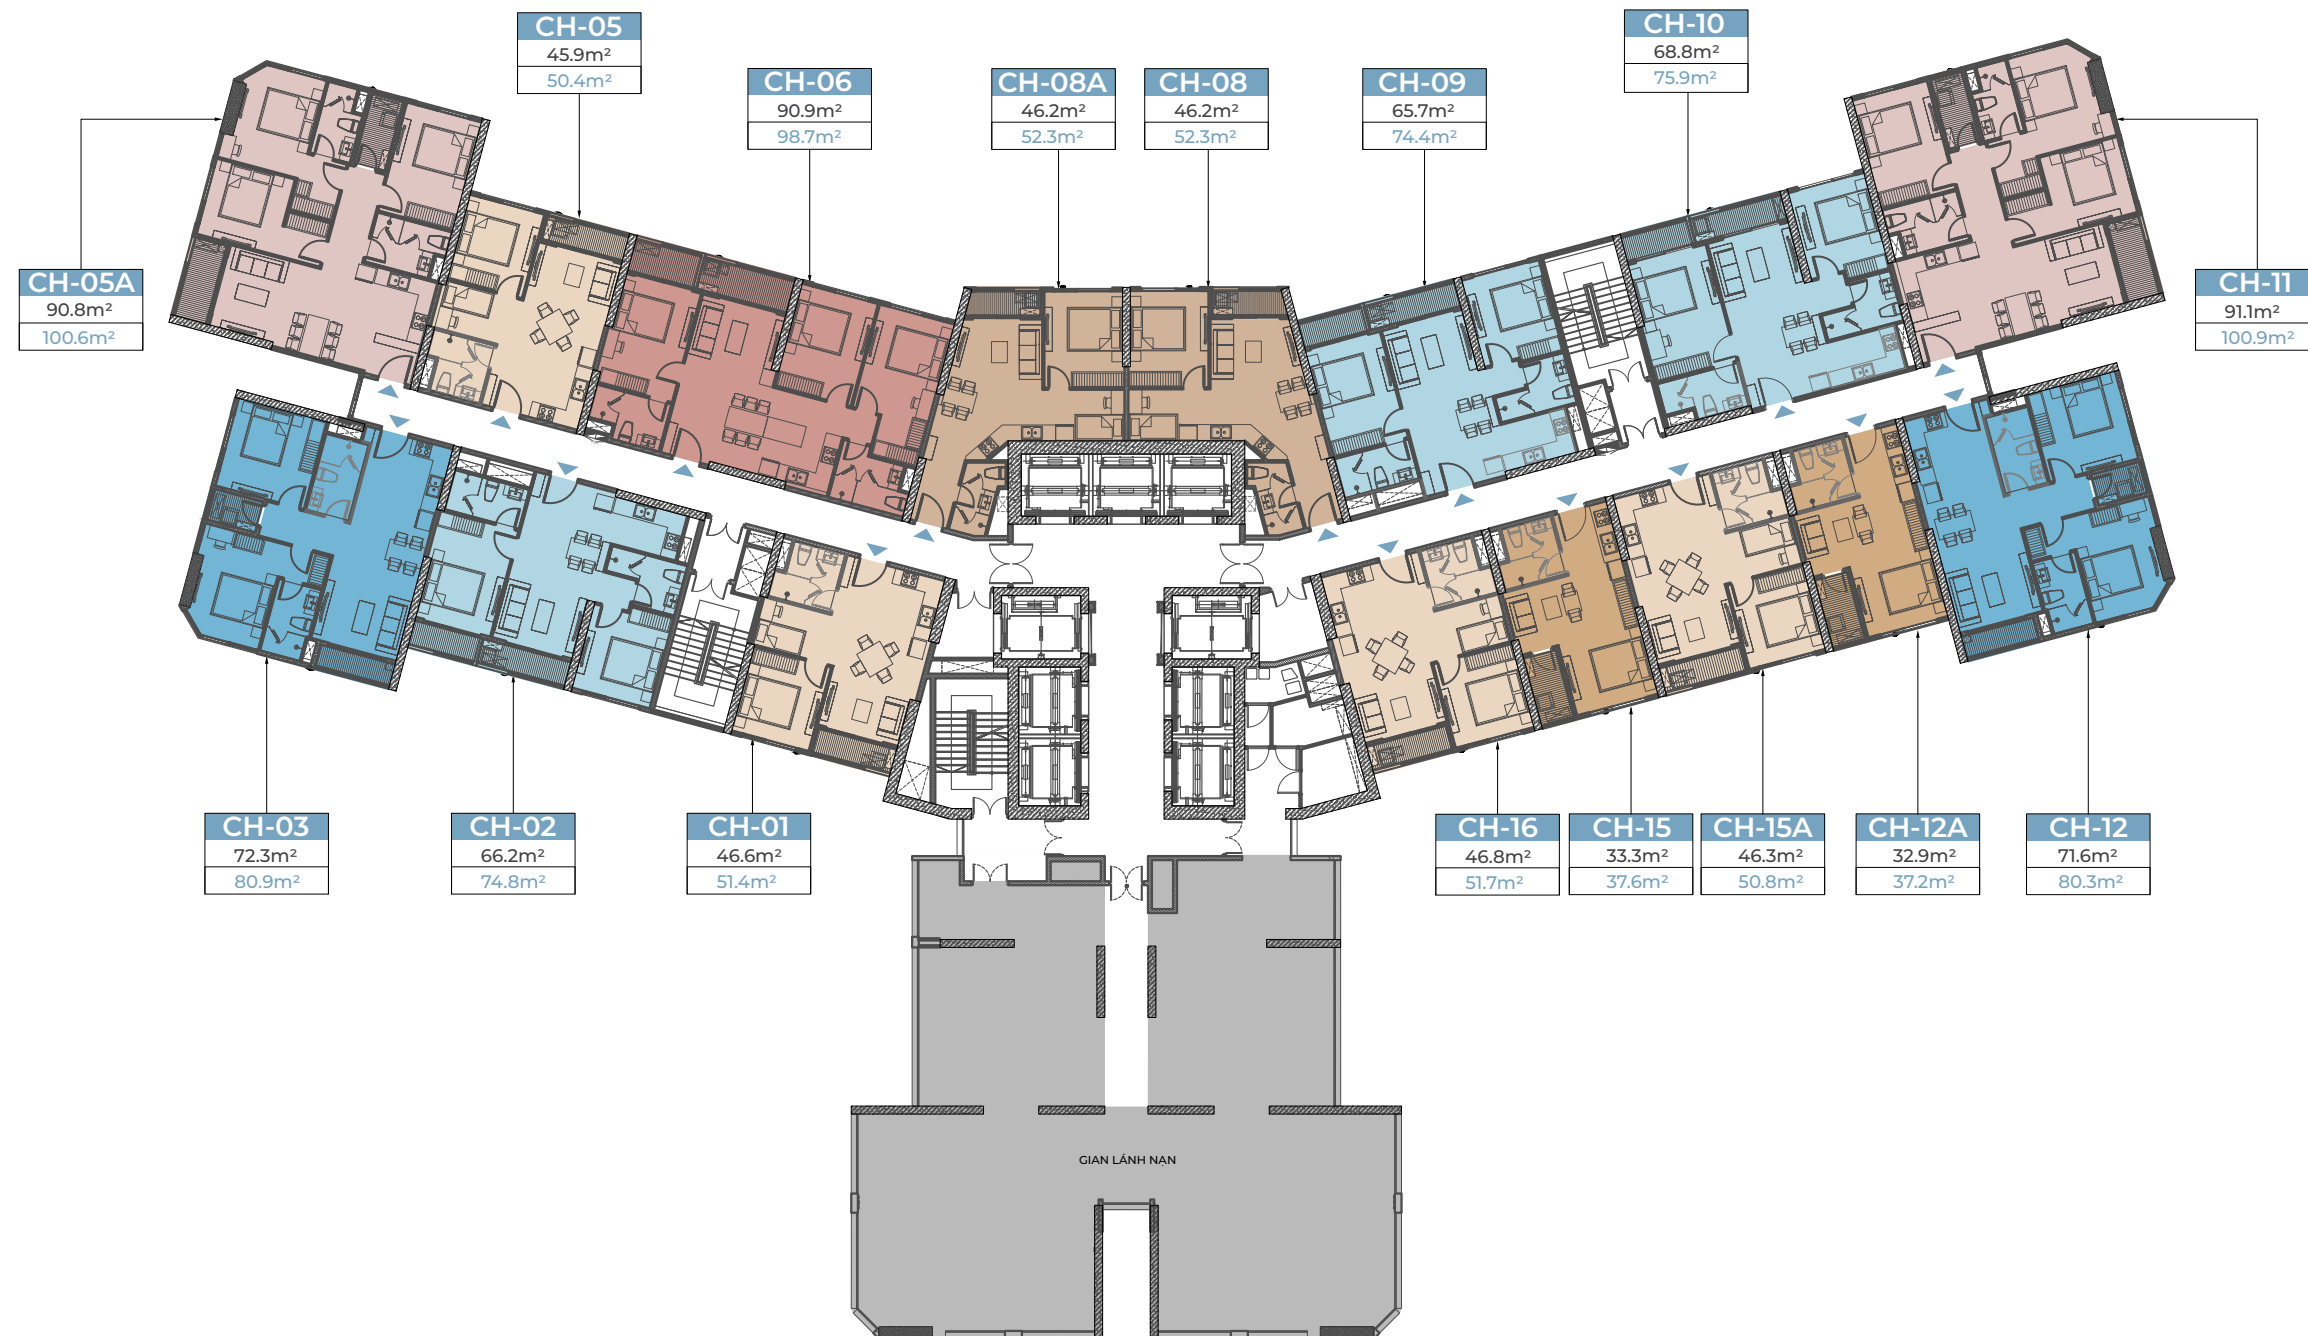 CH-05
45.9m²
50.4m²
CH-10
68.8m²
75.9m²
CH-06
90.9m²
98.7m²
CH-08A
46.2m²
52.3m²
CH-08
46.2m²
52.3m²
CH-09
65.7m²
74.4m²
CH-05A
90.8m²
100.6m²
CH-11
91.1m²
100.9m²
CH-03
72.3m²
80.9m²
CH-02
66.2m²
74.8m²
CH-01
46.6m²
51.4m²
CH-16
46.8m²
51.7m²
CH-15
33.3m²
37.6m²
CH-15A
46.3m²
50.8m²
CH-12A
32.9m²
37.2m²
CH-12
71.6m²
80.3m²
GIAN LÁNH NẠN